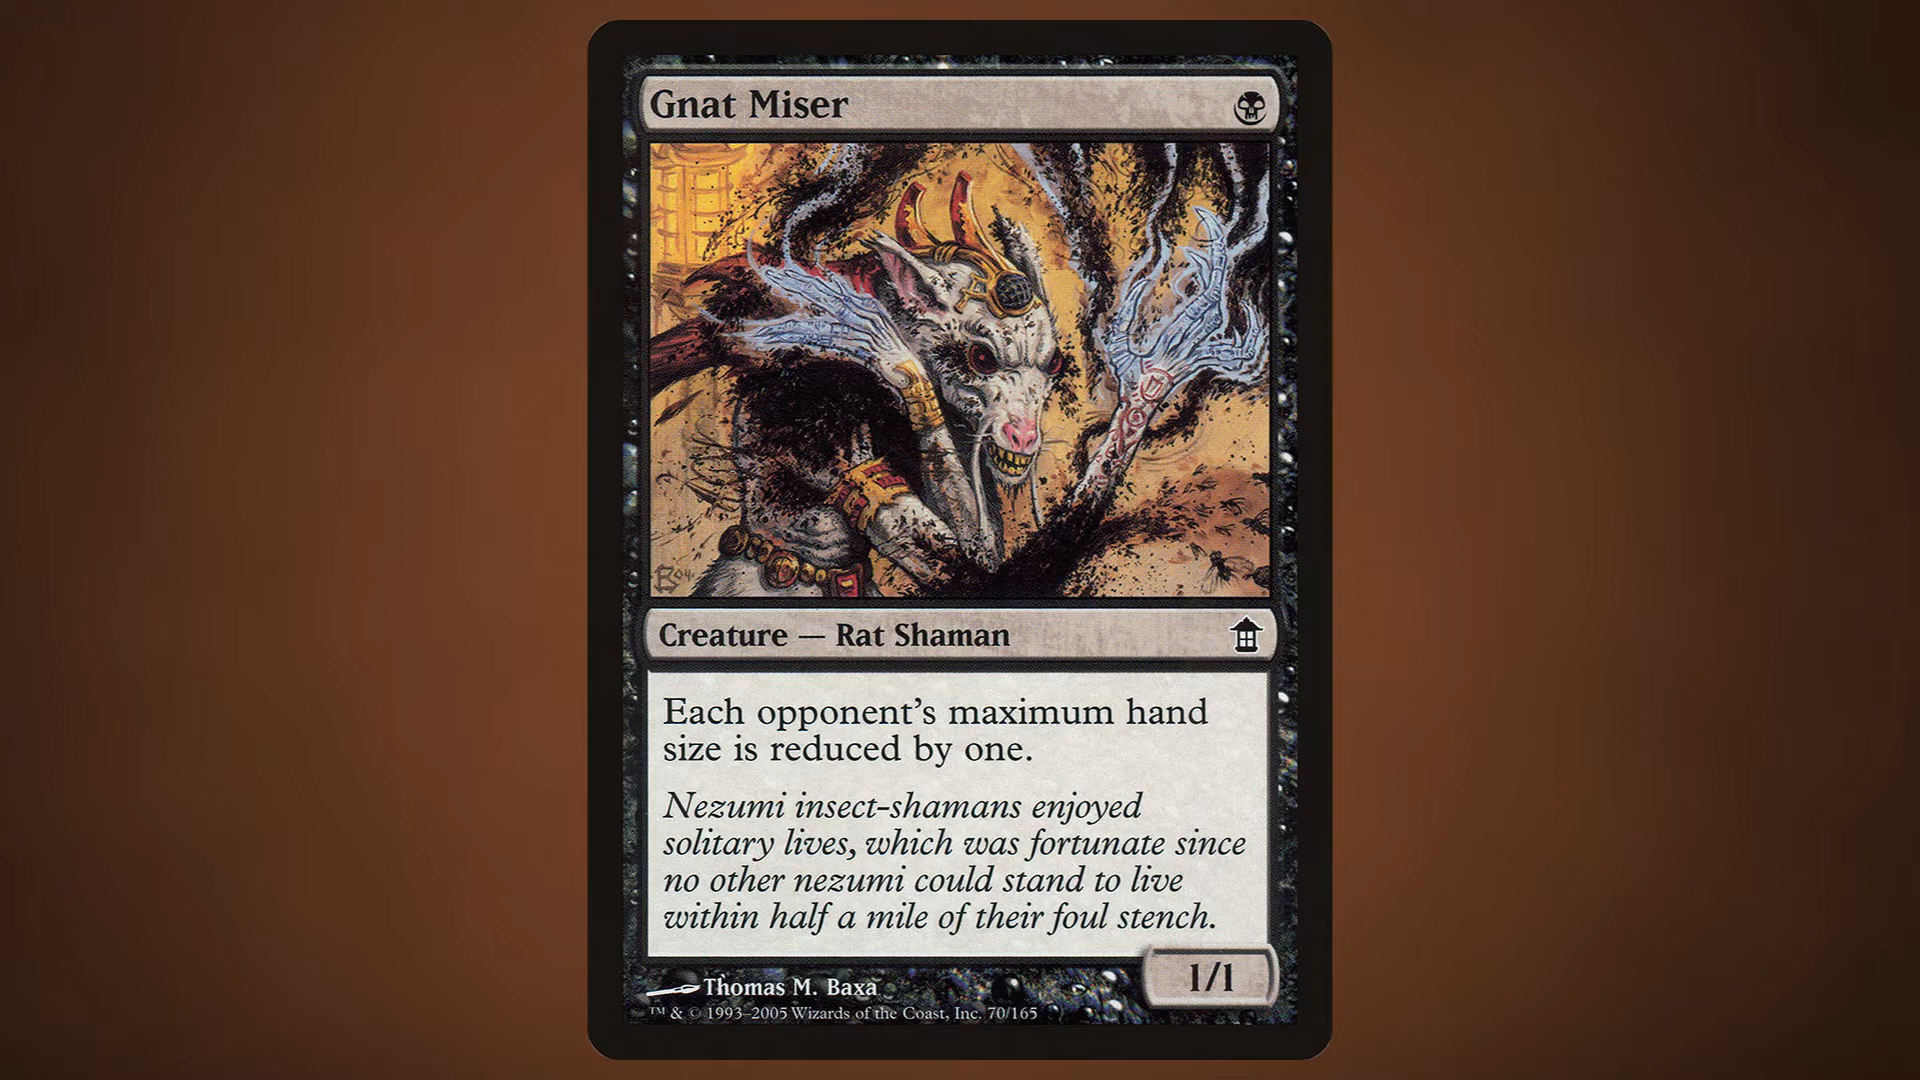 Gnat Miser
Creature — Rat Shaman
Each opponent's maximum hand
size is reduced by one.
Nezumi insect-shamans enjoyed
solitary lives, which was fortunate since
no other nezumi could stand to live
within half a mile of their foul stench.
1/1
Thomas M. Baxa
™ & © 1993–2005 Wizards of the Coast, Inc. 70/165